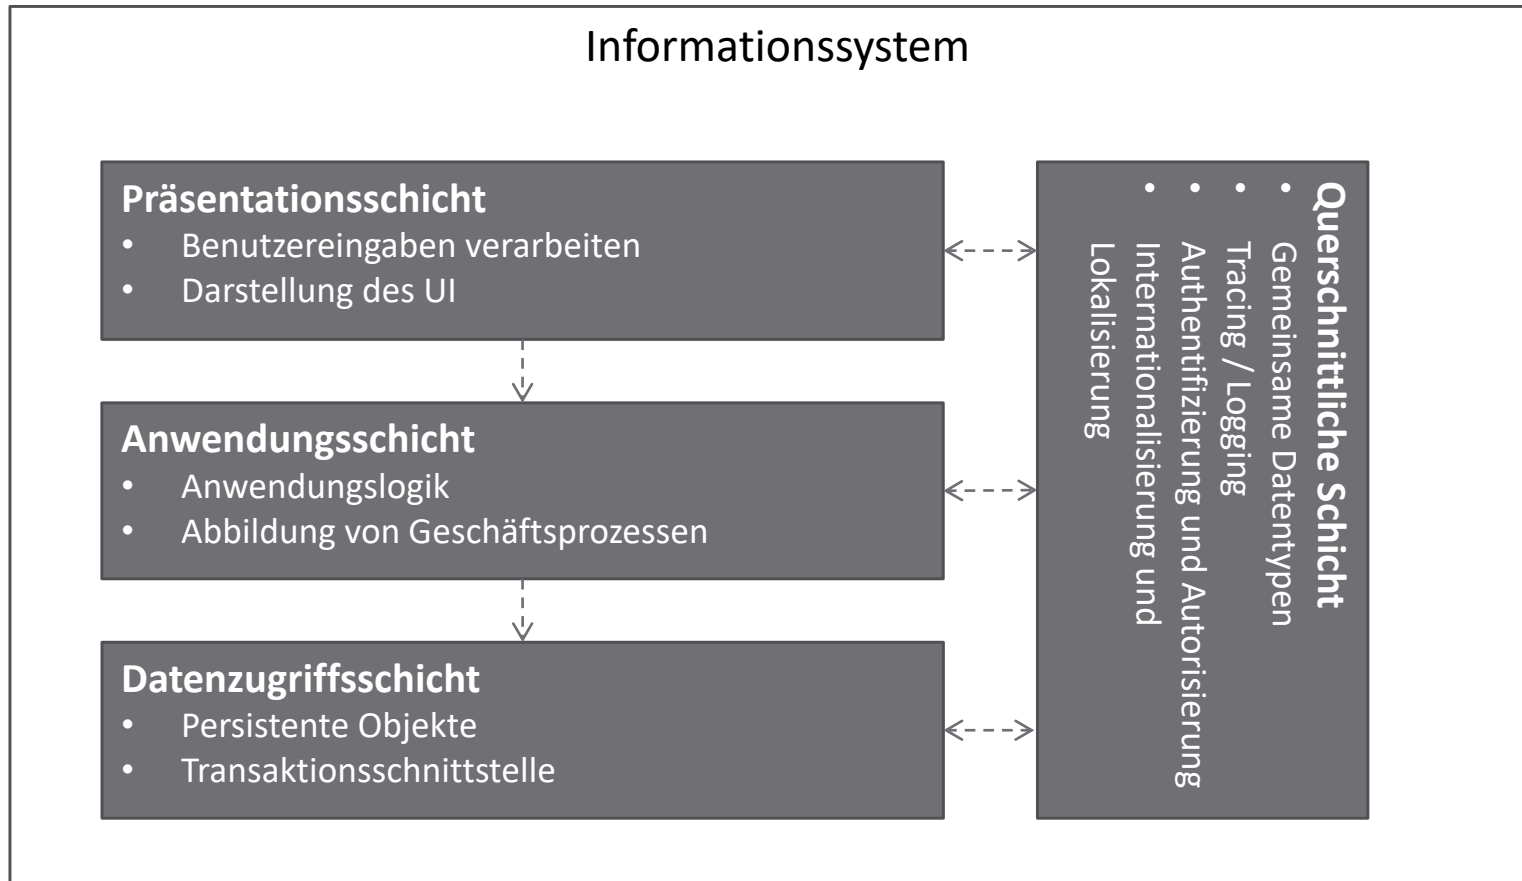 Informationssystem
Präsentationsschicht
• Benutzereingaben verarbeiten
• Darstellung des UI
Anwendungsschicht
• Anwendungslogik
• Abbildung von Geschäftsprozessen
Datenzugriffsschicht
• Persistente Objekte
• Transaktionsschnittstelle
Querschnittliche Schicht
• Gemeinsame Datentypen
• Tracing / Logging
• Authentifizierung und Autorisierung
• Internationalisierung und
Lokalisierung